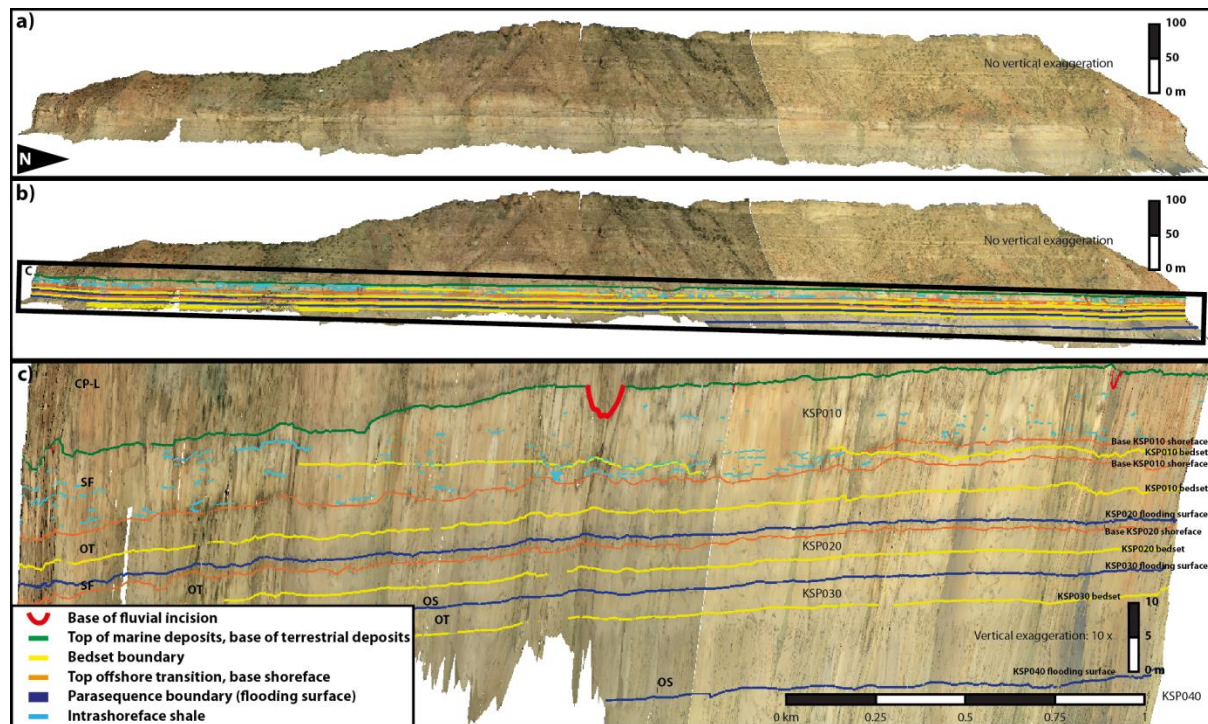 a)
100
50
0 m
No vertical exaggeration
N
b)
100
50
0 m
No vertical exaggeration
C
c)
CP-L
KSP010
Base KSP010 shoreface
KSP010 bedset
Base KSP010 shoreface
SF
KSP010 bedset
KSP020 flooding surface
Base KSP020 shoreface
OT
KSP020
KSP020 bedset
KSP030 flooding surface
SF
OT
KSP030
KSP030 bedset
OS
OT
10
5
0 m
Vertical exaggeration: 10 x
KSP040 flooding surface
OS
KSP040
0 km
0.25
0.5
0.75
1
Base of fluvial incision
Top of marine deposits, base of terrestrial deposits
Bedset boundary
Top offshore transition, base shoreface
Parasequence boundary (flooding surface)
Intrashoreface shale